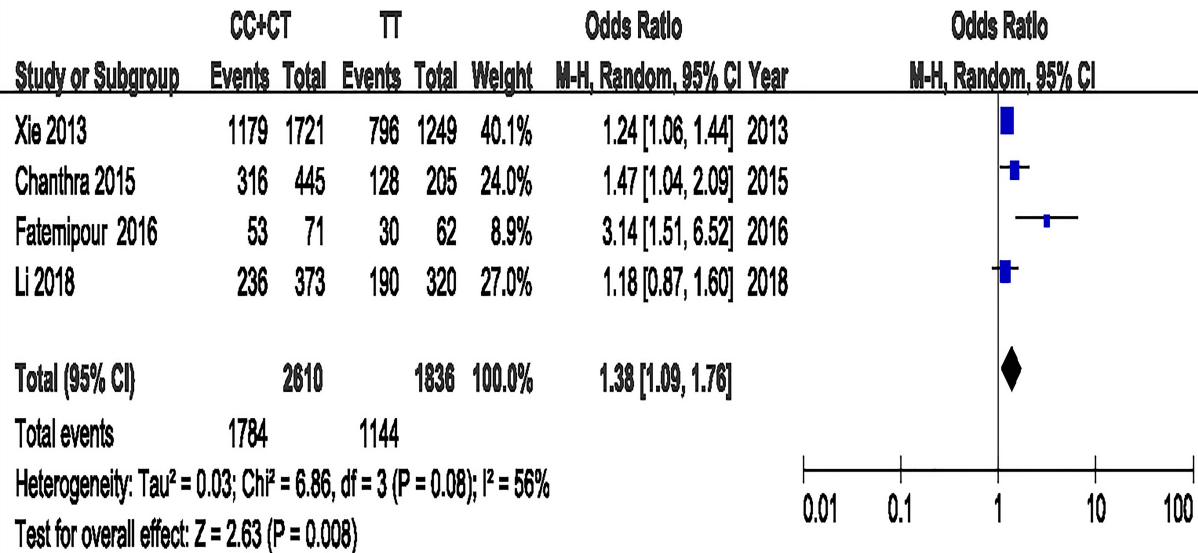 CC+CT TT Odds Ratio Odds Ratio
Study or Subgroup Events Total Events Total Weight M-H, Random, 95% CI Year M-H, Random, 95% CI
Xie 2013 1179 1721 796 1249 40.1% 1.24 [1.06, 1.44] 2013
Chanthra 2015 316 445 128 205 24.0% 1.47 [1.04, 2.09] 2015
Fatemipour 2016 53 71 30 62 8.9% 3.14 [1.51, 6.52] 2016
Li 2018 236 373 190 320 27.0% 1.18 [0.87, 1.60] 2018
Total (95% CI) 2610 1836 100.0% 1.38 [1.09, 1.76]
Total events 1784 1144
Heterogeneity: Tau² = 0.03; Chi² = 6.86, df = 3 (P = 0.08); I² = 56%
Test for overall effect: Z = 2.63 (P = 0.008)
0.01 0.1 1 10 100